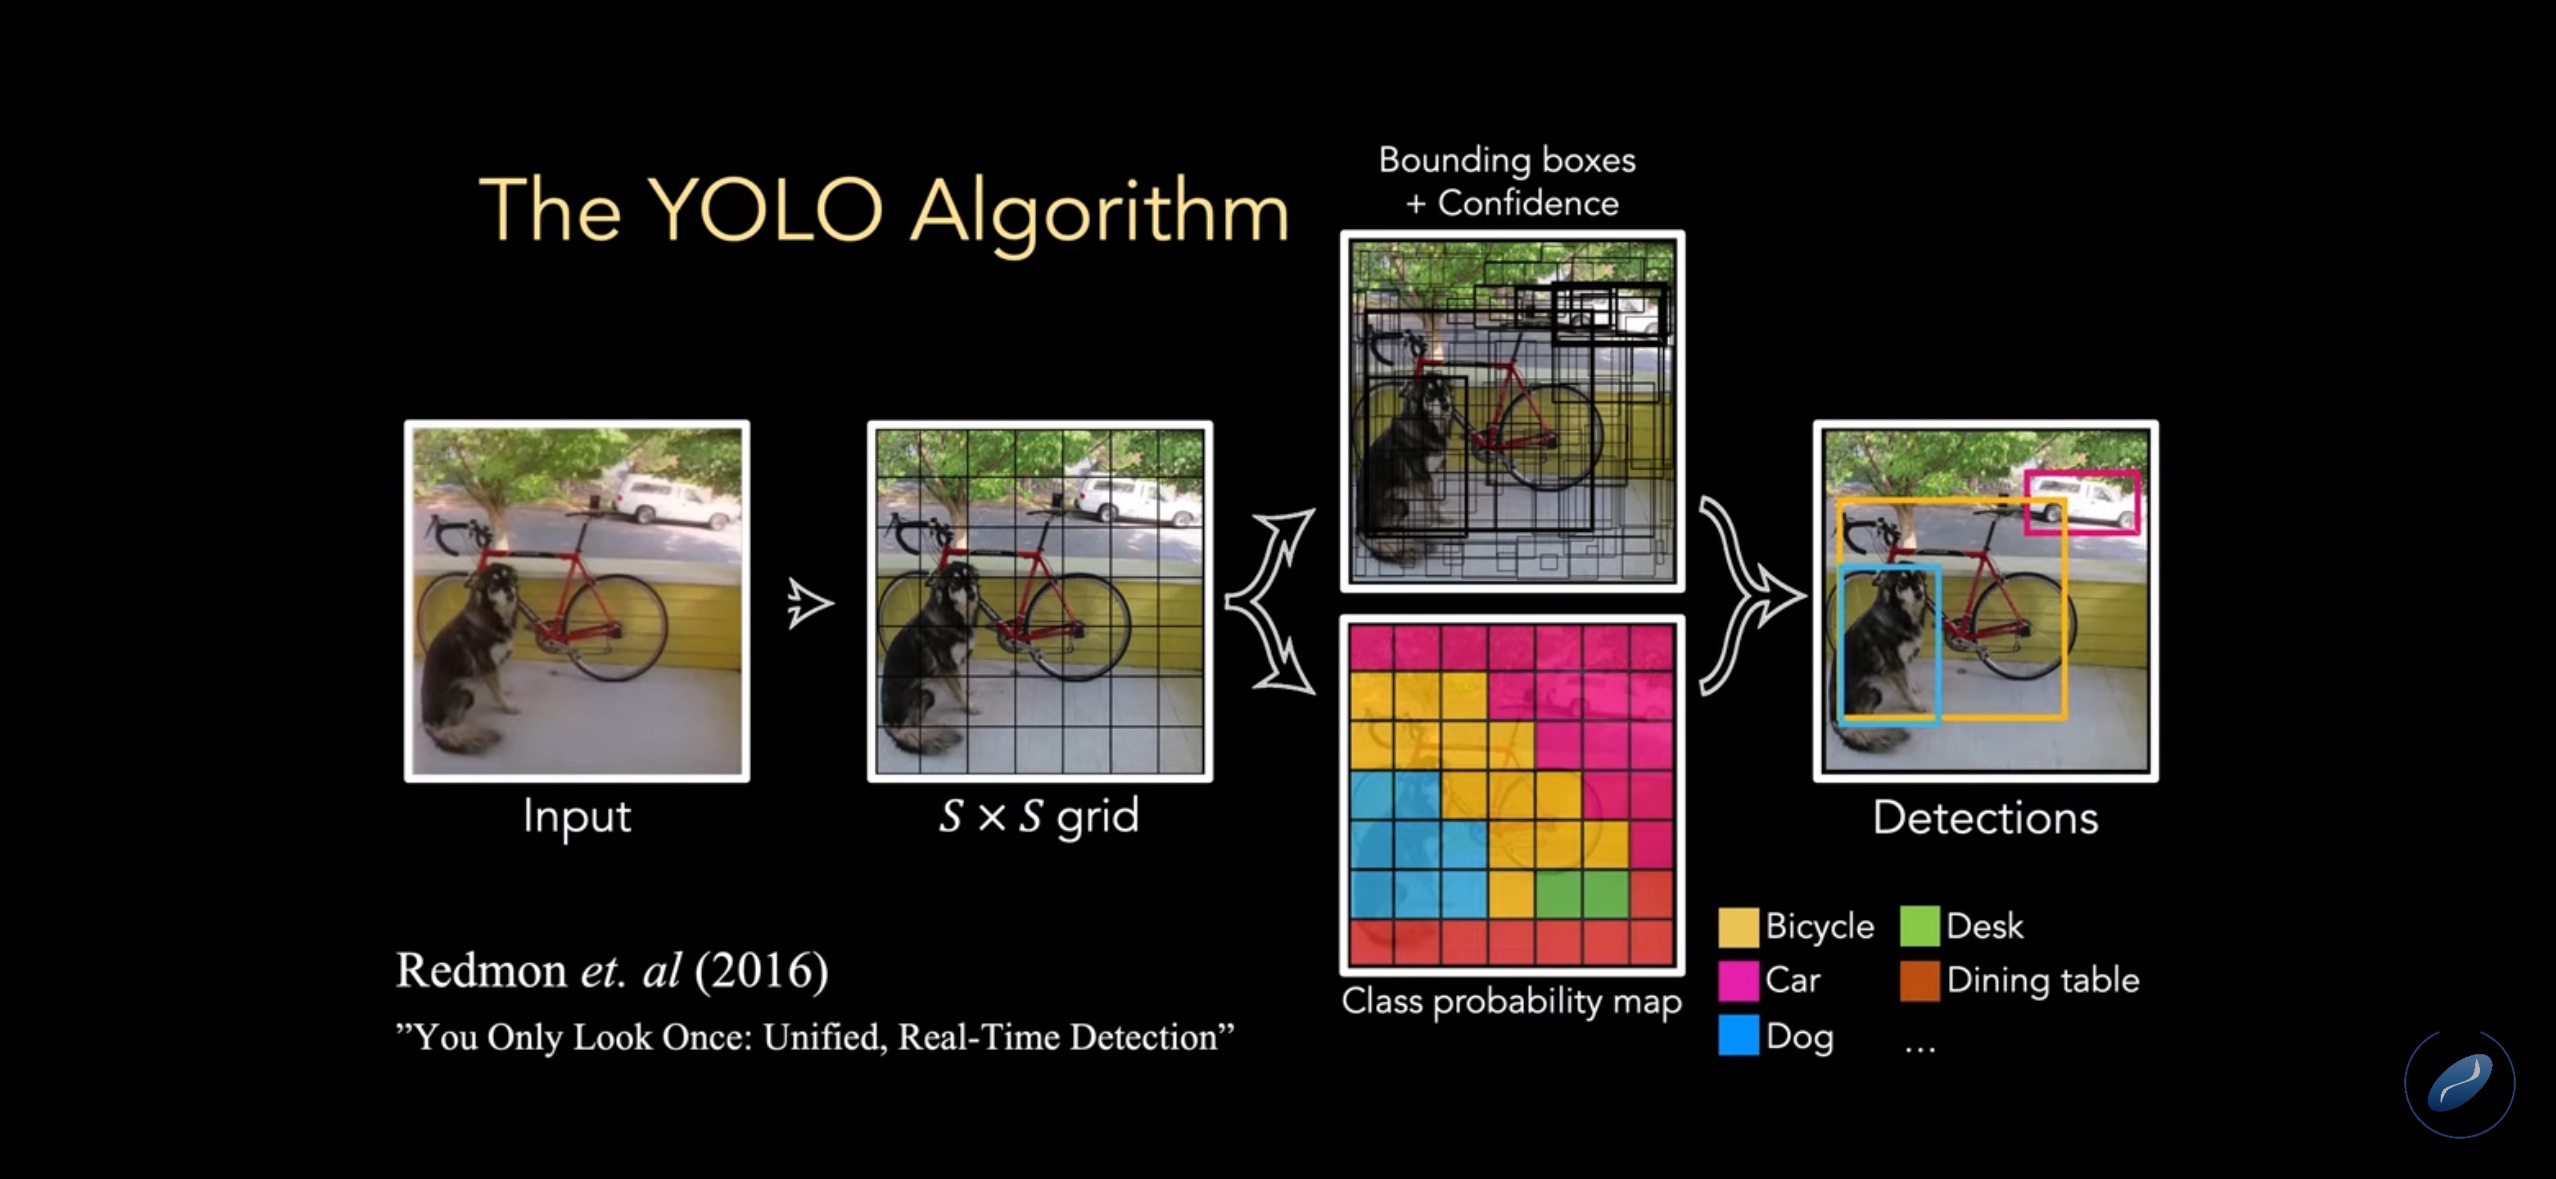 The YOLO Algorithm
Bounding boxes
+ Confidence
Input
S × S grid
Detections
Class probability map
Bicycle
Car
Dog
Desk
Dining table
...
Redmon et. al (2016)
”You Only Look Once: Unified, Real-Time Detection”